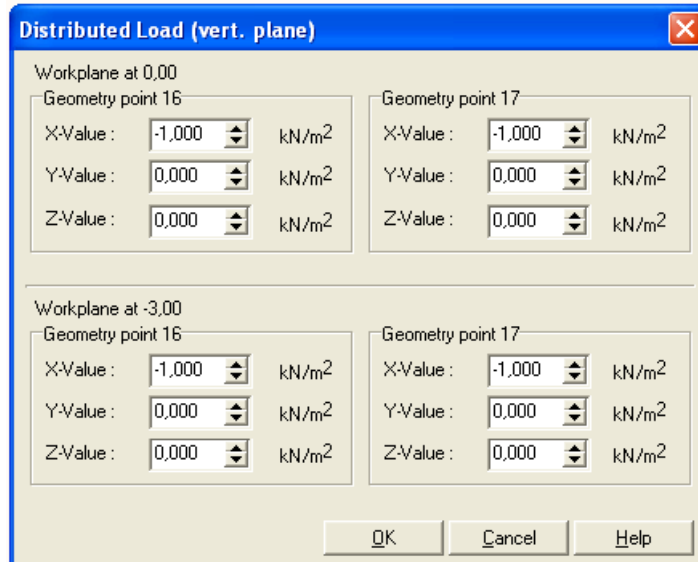 Distributed Load (vert. plane)
Workplane at 0,00
Geometry point 16
X-Value : -1,000 kN/m2
Y-Value : 0,000 kN/m2
Z-Value : 0,000 kN/m2
Geometry point 17
X-Value : -1,000 kN/m2
Y-Value : 0,000 kN/m2
Z-Value : 0,000 kN/m2
Workplane at -3,00
Geometry point 16
X-Value : -1,000 kN/m2
Y-Value : 0,000 kN/m2
Z-Value : 0,000 kN/m2
Geometry point 17
X-Value : -1,000 kN/m2
Y-Value : 0,000 kN/m2
Z-Value : 0,000 kN/m2
OK Cancel Help